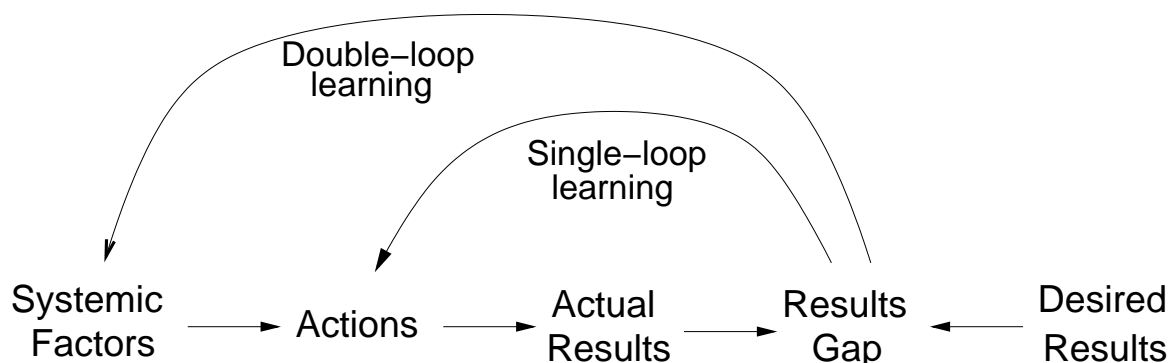 Double−loop
learning
Single−loop
learning
Systemic
Factors
Actions
Actual
Results
Results
Gap
Desired
Results